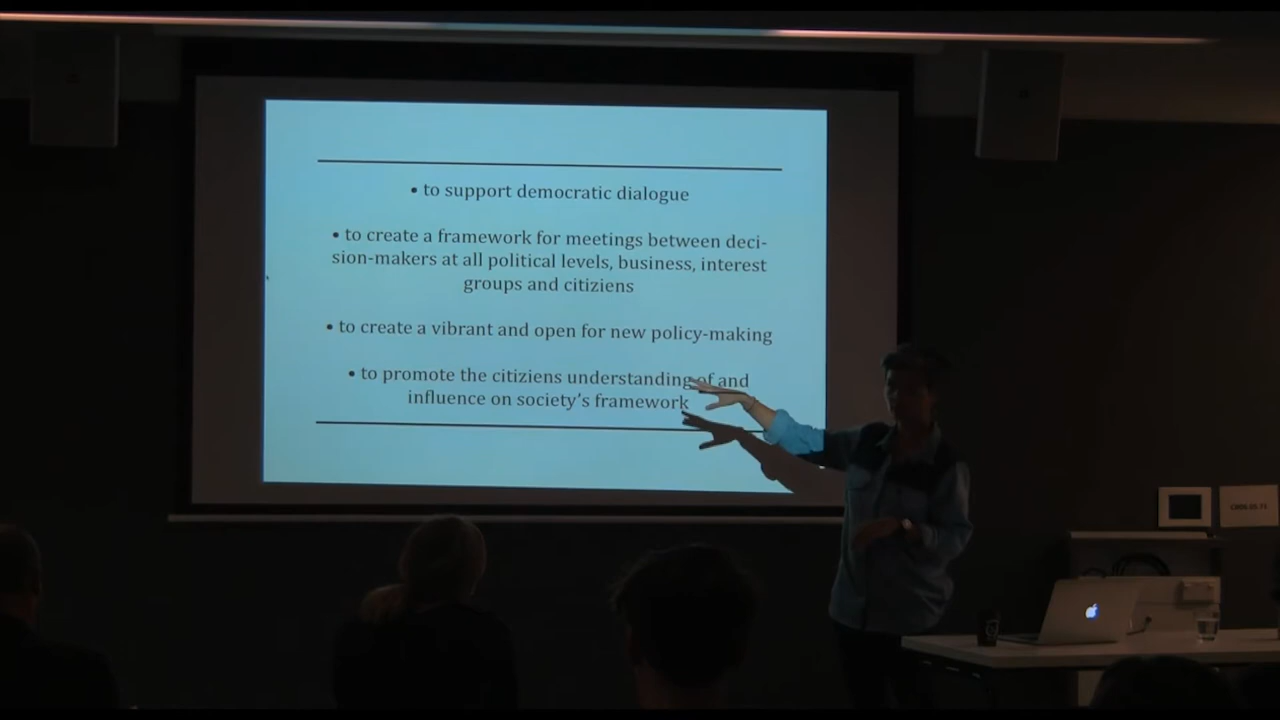 • to support democratic dialogue
• to create a framework for meetings between deci-
sion-makers at all political levels, business, interest
groups and citiziens
• to create a vibrant and open for new policy-making
• to promote the citiziens understanding of and
influence on society's framework